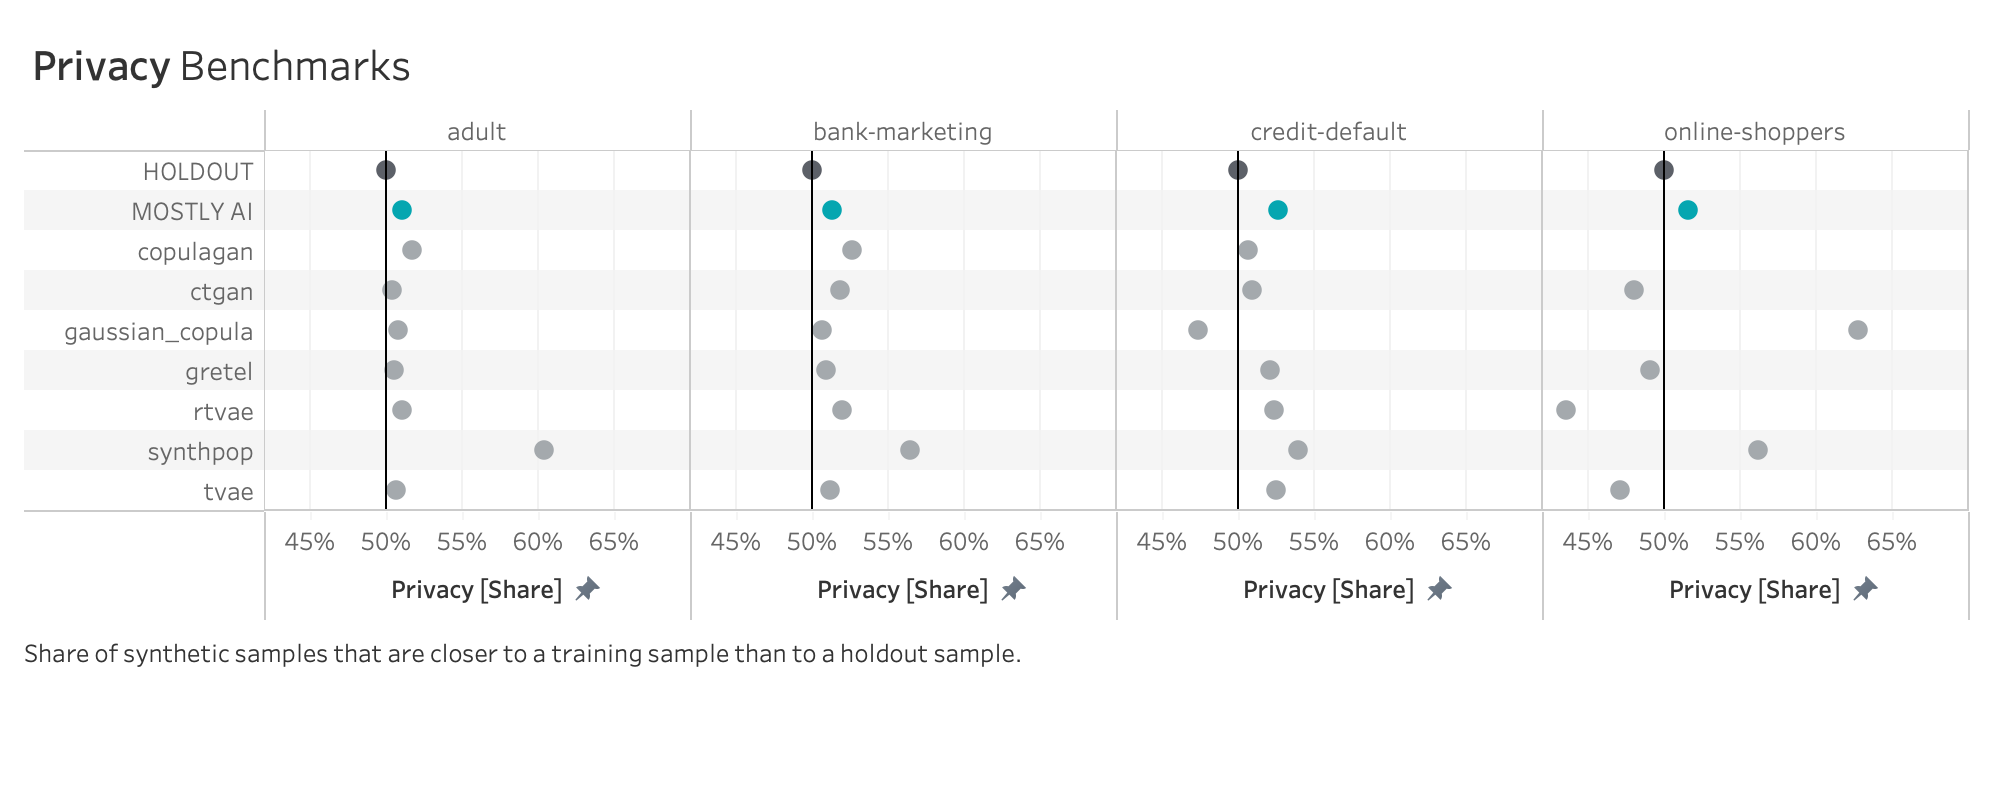 Privacy Benchmarks
adult bank-marketing credit-default online-shoppers
HOLDOUT
MOSTLY AI
copulagan
ctgan
gaussian_copula
gretel
rtvae
synthpop
tvae
45% 50% 55% 60% 65% 45% 50% 55% 60% 65% 45% 50% 55% 60% 65% 45% 50% 55% 60% 65%
Privacy [Share] Privacy [Share] Privacy [Share] Privacy [Share]
Share of synthetic samples that are closer to a training sample than to a holdout sample.